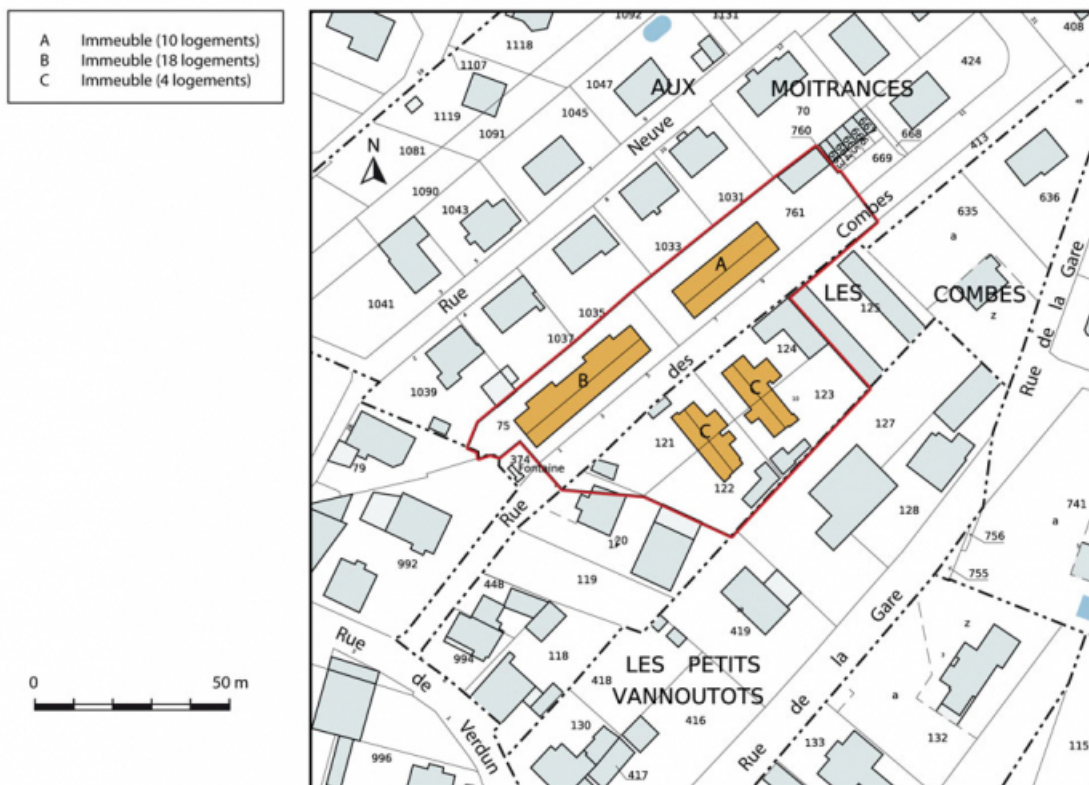 A Immeuble (10 logements)
B Immeuble (18 logements)
C Immeuble (4 logements)
1092
1131
408
1118
1107
1047
AUX
MOITRANCES
424
70
1119
1045
1091
Neuve
760
668
413
1081
669
N
1090
1043
1031
761
Combes
635
636
a
1033
A
Gare
LES
125
COMBES
1041
Rue
1035
z
la
de
1037
124
des
B
C
Rue
1039
123
127
75
121
C
79
374
Fontaine
122
128
741
a
Rue
756
20
992
755
119
448
Gare
419
z
Rue
994
118
LES PETITS
VANNOUTOTS
la
a
de
418
416
0 50 m
130
de
132
Verdun
133
115
996
417
Rue